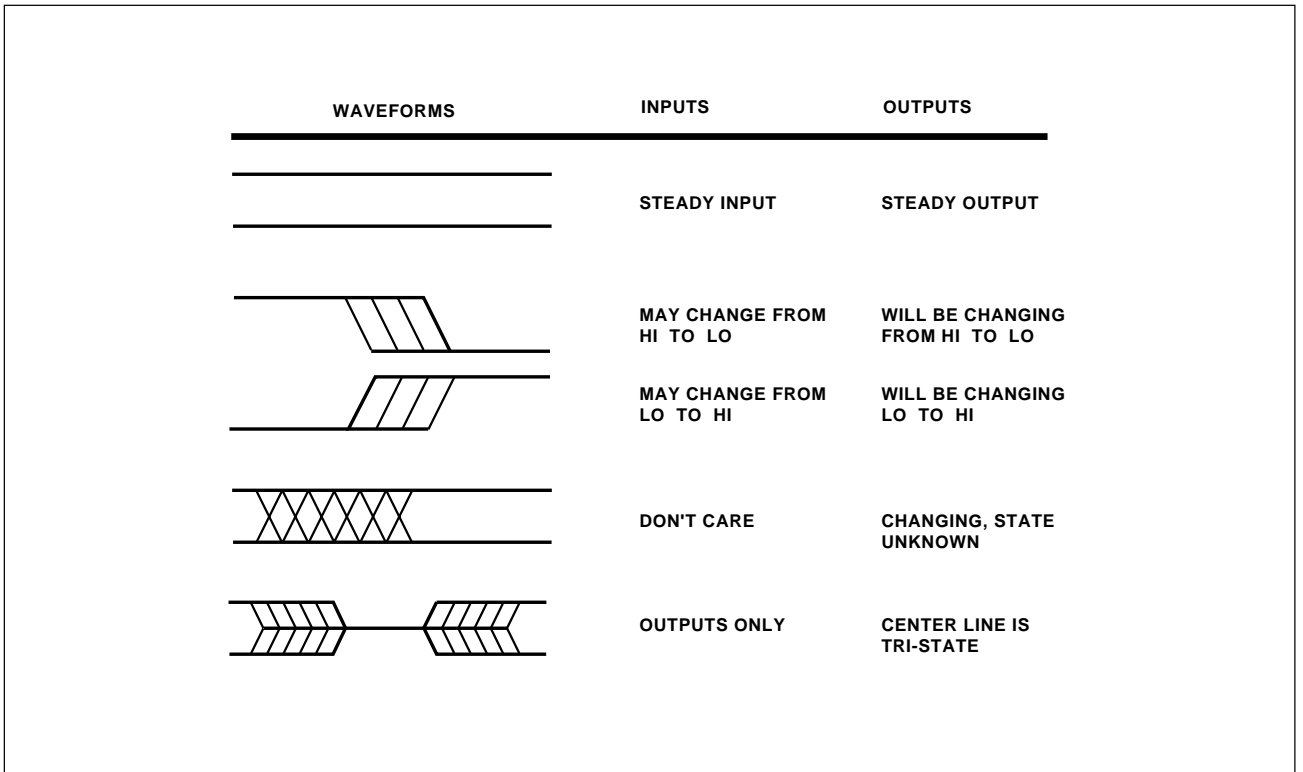 WAVEFORMS INPUTS OUTPUTS
STEADY INPUT STEADY OUTPUT
MAY CHANGE FROM WILL BE CHANGING
HI TO LO FROM HI TO LO
MAY CHANGE FROM WILL BE CHANGING
LO TO HI LO TO HI
DON'T CARE CHANGING, STATE
UNKNOWN
OUTPUTS ONLY CENTER LINE IS
TRI-STATE